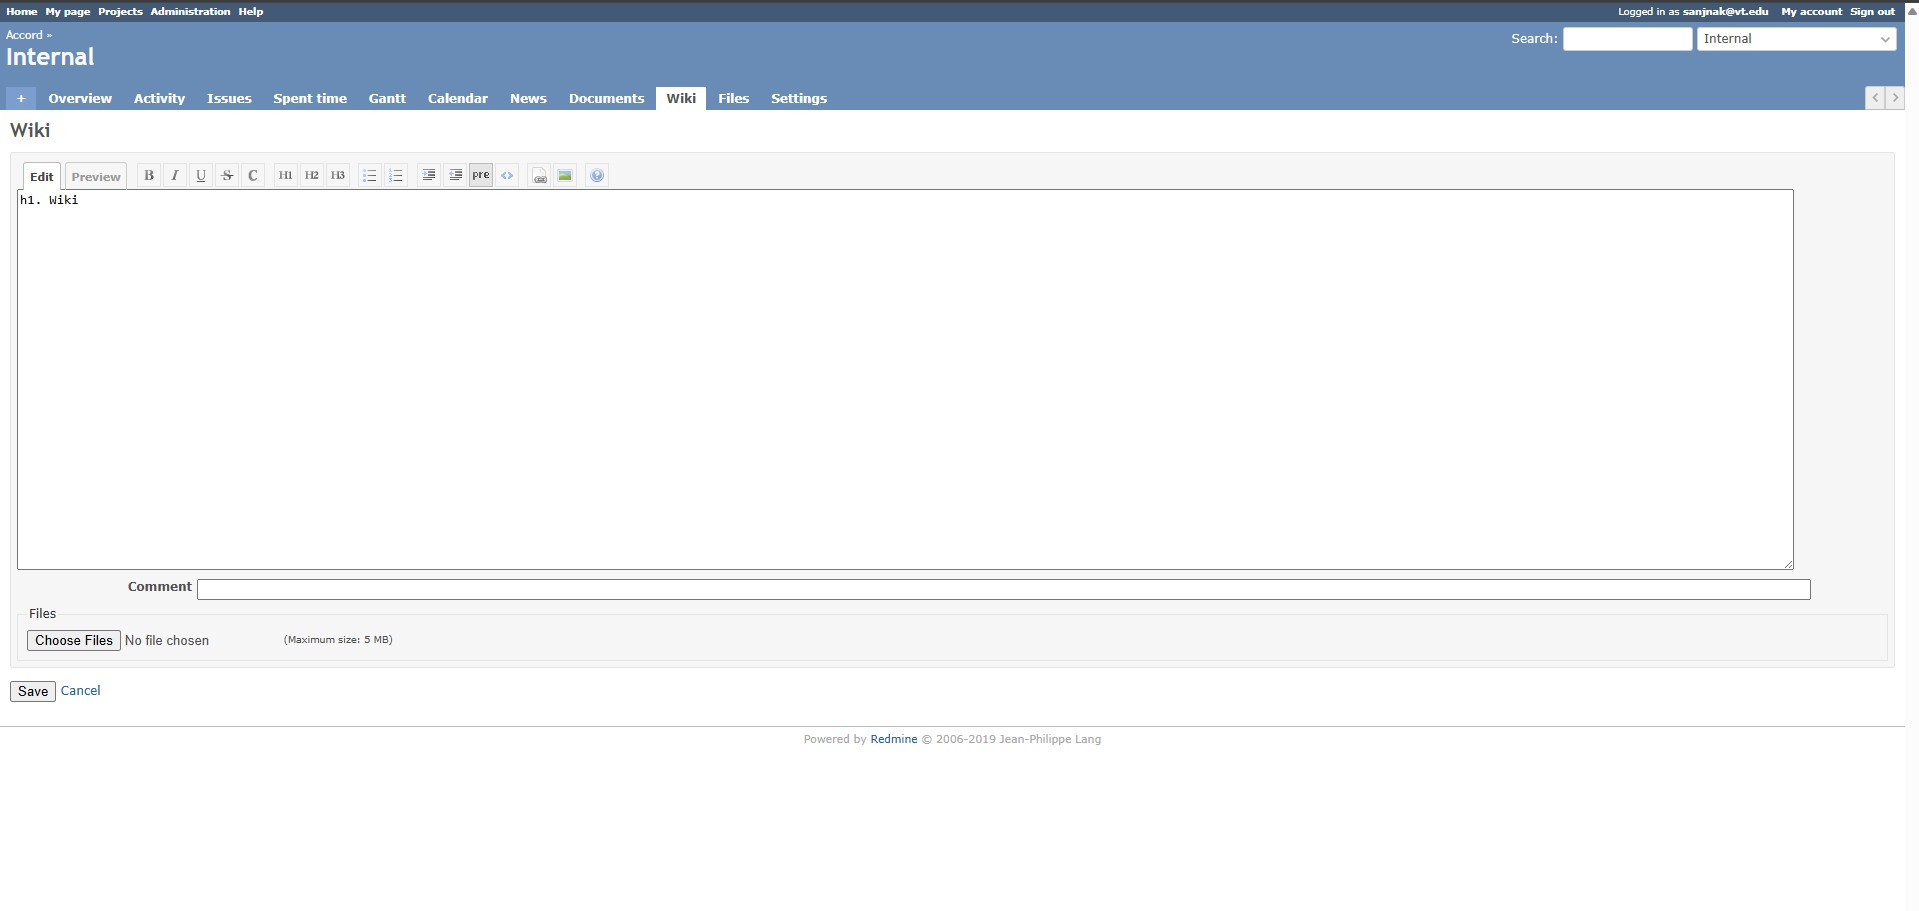 Home My page Projects Administration Help Logged in as sanjnak@vt.edu My account Sign out
Accord »
Internal
Search: Internal
+ Overview Activity Issues Spent time Gantt Calendar News Documents Wiki Files Settings
Wiki
Edit Preview B I U S C H1 H2 H3 pre <>
h1. Wiki
Comment
Files
Choose Files No file chosen (Maximum size: 5 MB)
Save Cancel
Powered by Redmine © 2006-2019 Jean-Philippe Lang